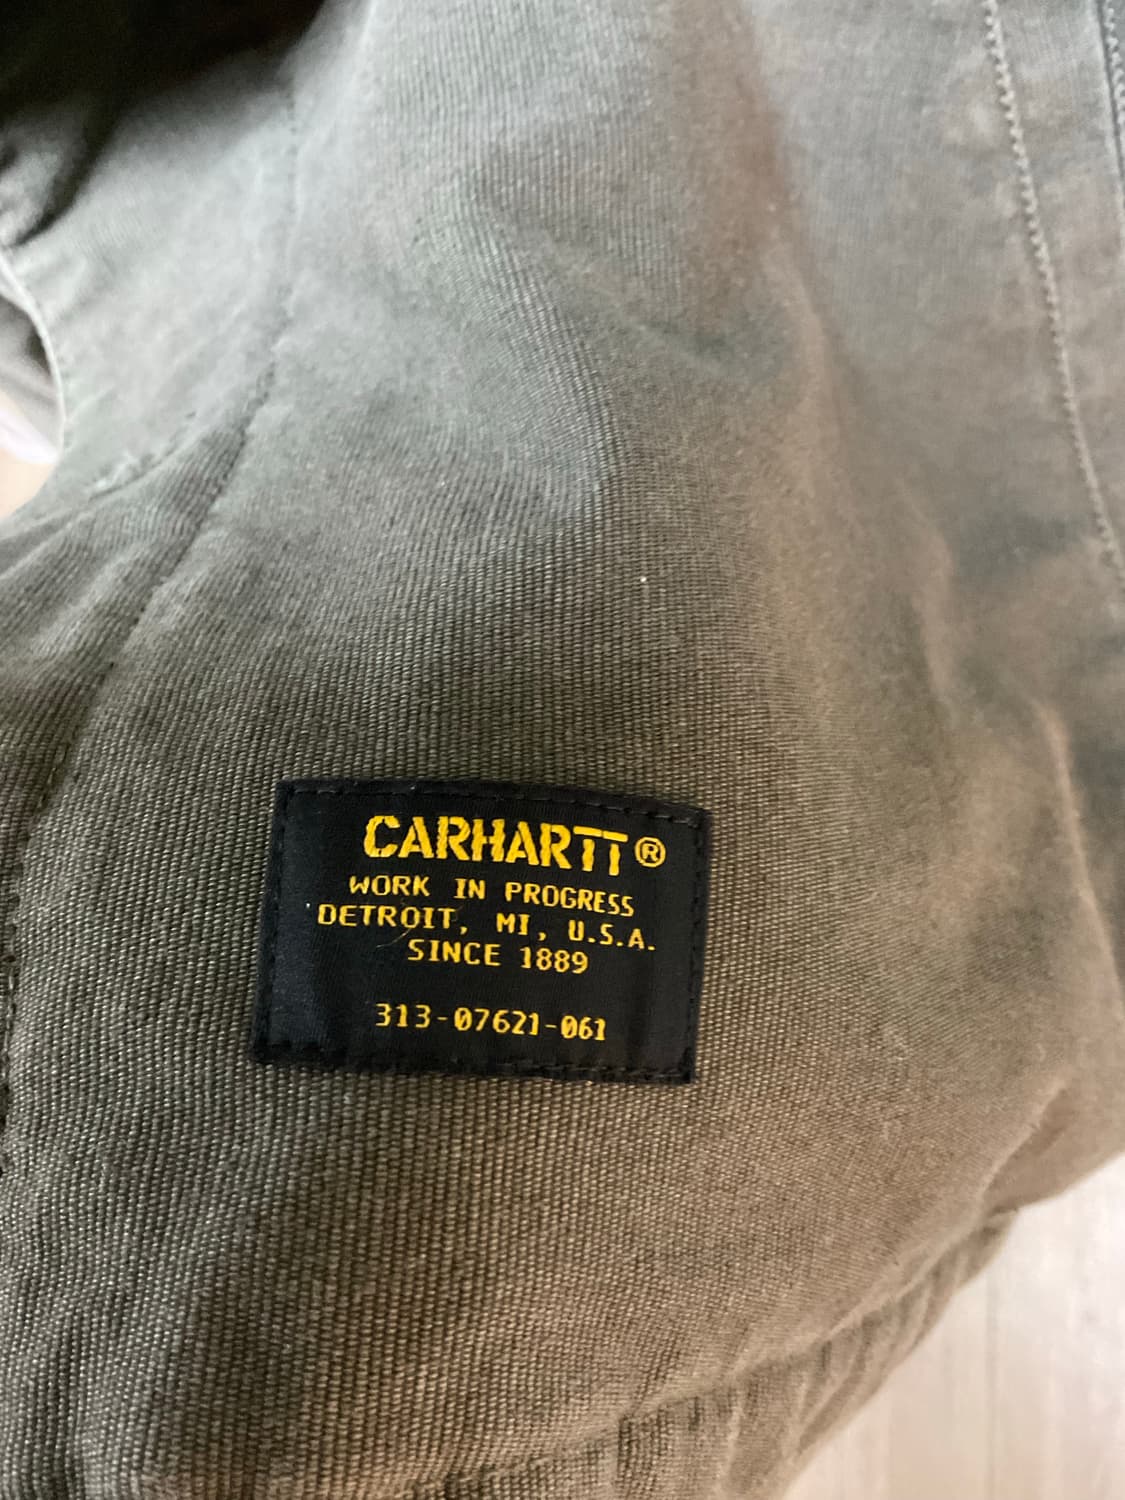 CARHARTT®
WORK IN PROGRESS
DETROIT, MI, U.S.A.
SINCE 1889
313-07621-061